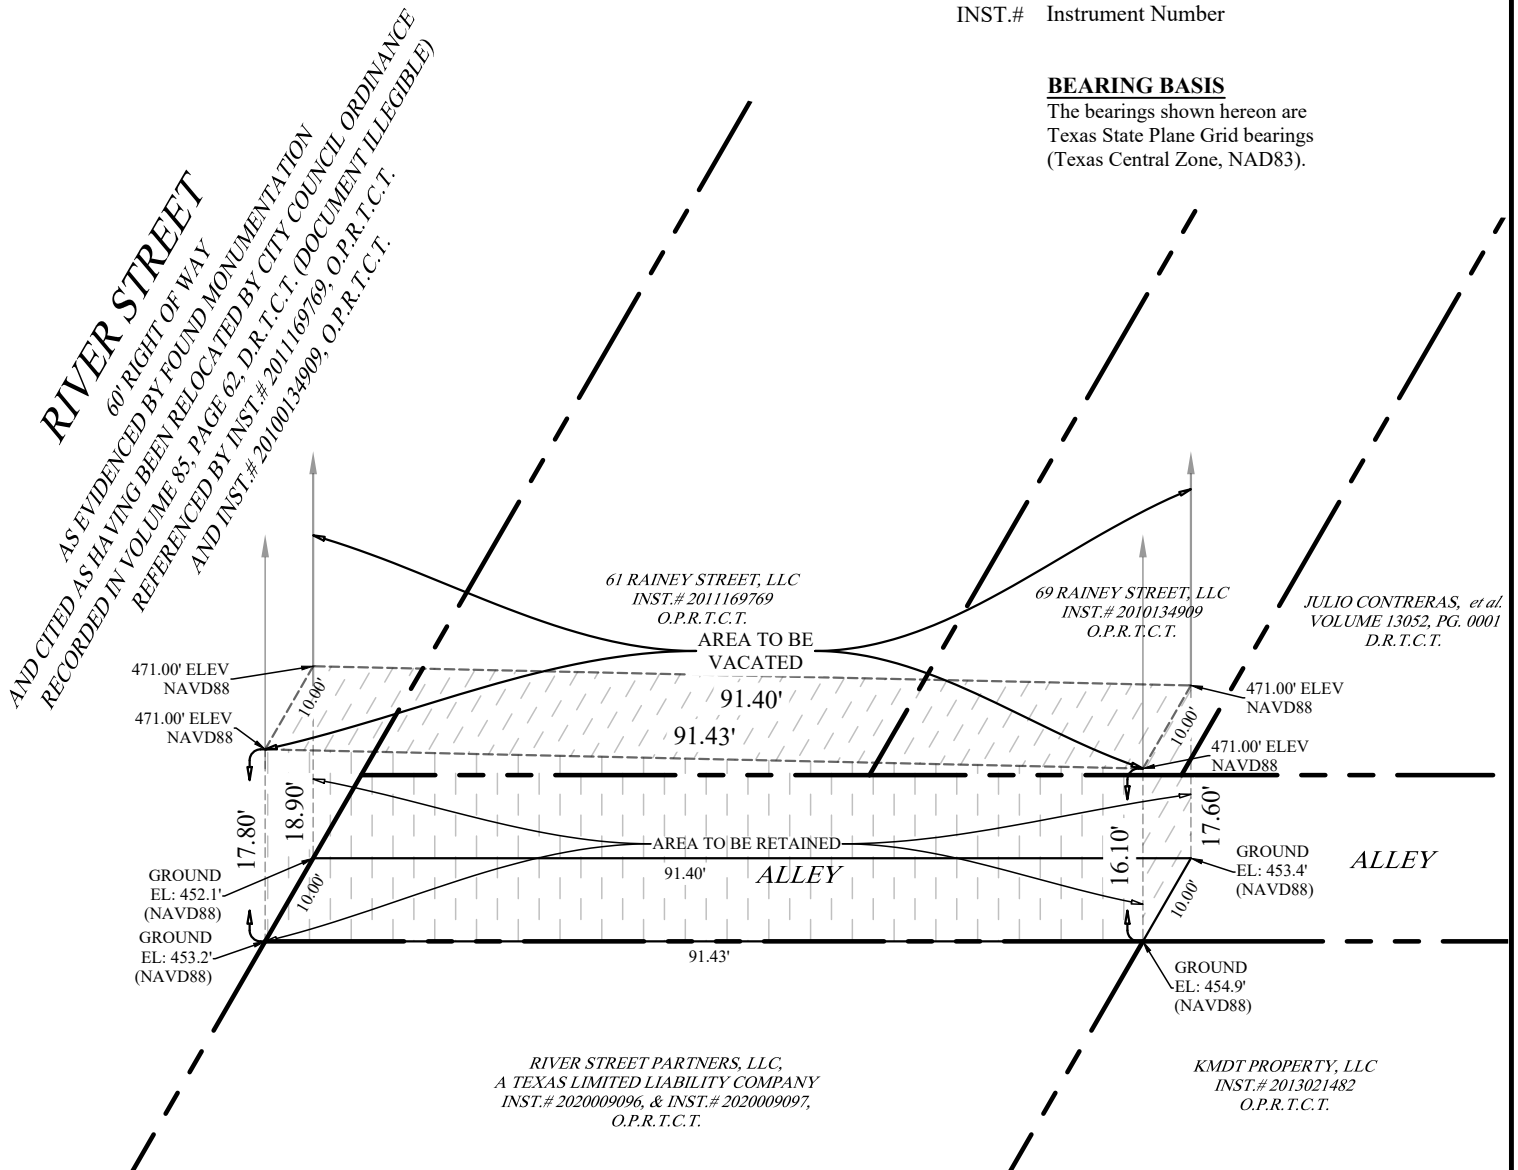 INST.# Instrument Number
BEARING BASIS
The bearings shown hereon are
Texas State Plane Grid bearings
(Texas Central Zone, NAD83).
RIVER STREET
60' RIGHT OF WAY
AS EVIDENCED BY FOUND MONUMENTATION
AND CITED AS HAVING BEEN RELOCATED BY CITY COUNCIL ORDINANCE
RECORDED IN VOLUME 85, PAGE 62, D.R.T.C.T. (DOCUMENT ILLEGIBLE)
REFERENCED BY INST.# 2011169769, O.P.R.T.C.T.
AND INST.# 20100134909, O.P.R.T.C.T.
61 RAINEY STREET, LLC
INST.# 2011169769
O.P.R.T.C.T.
69 RAINEY STREET, LLC
INST.# 2010134909
O.P.R.T.C.T.
JULIO CONTRERAS, et al.
VOLUME 13052, PG. 0001
D.R.T.C.T.
AREA TO BE
VACATED
471.00' ELEV
NAVD88
471.00' ELEV
NAVD88
471.00' ELEV
NAVD88
471.00' ELEV
NAVD88
10.00'
91.40'
91.43'
10.00'
17.80'
18.90'
16.10'
17.60'
AREA TO BE RETAINED
91.40'
ALLEY
ALLEY
GROUND
EL: 452.1'
(NAVD88)
GROUND
EL: 453.4'
(NAVD88)
10.00'
10.00'
GROUND
EL: 453.2'
(NAVD88)
91.43'
GROUND
EL: 454.9'
(NAVD88)
RIVER STREET PARTNERS, LLC,
A TEXAS LIMITED LIABILITY COMPANY
INST.# 2020009096, & INST.# 2020009097,
O.P.R.T.C.T.
KMDT PROPERTY, LLC
INST.# 2013021482
O.P.R.T.C.T.